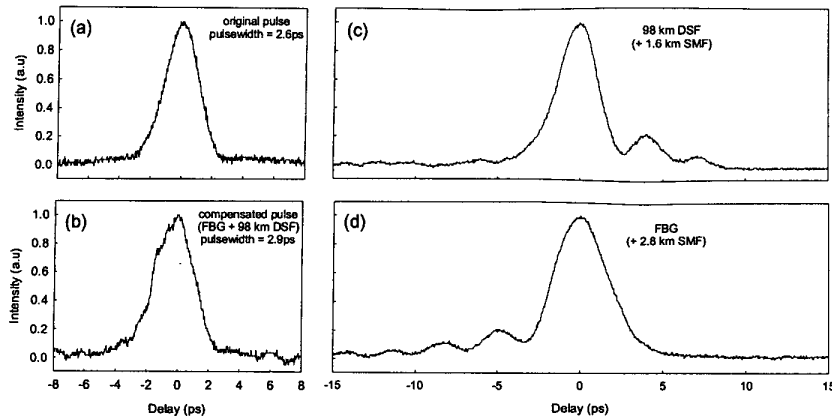 (a)
original pulse
pulsewidth = 2.6ps
Intensity (a.u)
1.0
0.8
0.6
0.4
0.2
0.0
(c)
98 km DSF
(+ 1.6 km SMF)
(b)
compensated pulse
(FBG + 98 km DSF)
pulsewidth = 2.9ps
Intensity (a.u)
1.0
0.8
0.6
0.4
0.2
0.0
-8 -6 -4 -2 0 2 4 6 8
Delay (ps)
(d)
FBG
(+ 2.8 km SMF)
-15 -10 -5 0 5 10 15
Delay (ps)